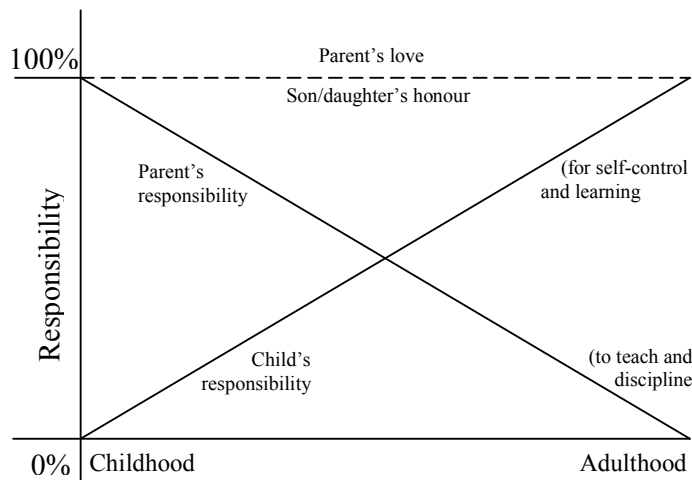 100%
Parent’s love
Son/daughter’s honour
Parent’s
responsibility
(for self-control
and learning
Responsibility
Child’s
responsibility
(to teach and
discipline
0%
Childhood
Adulthood